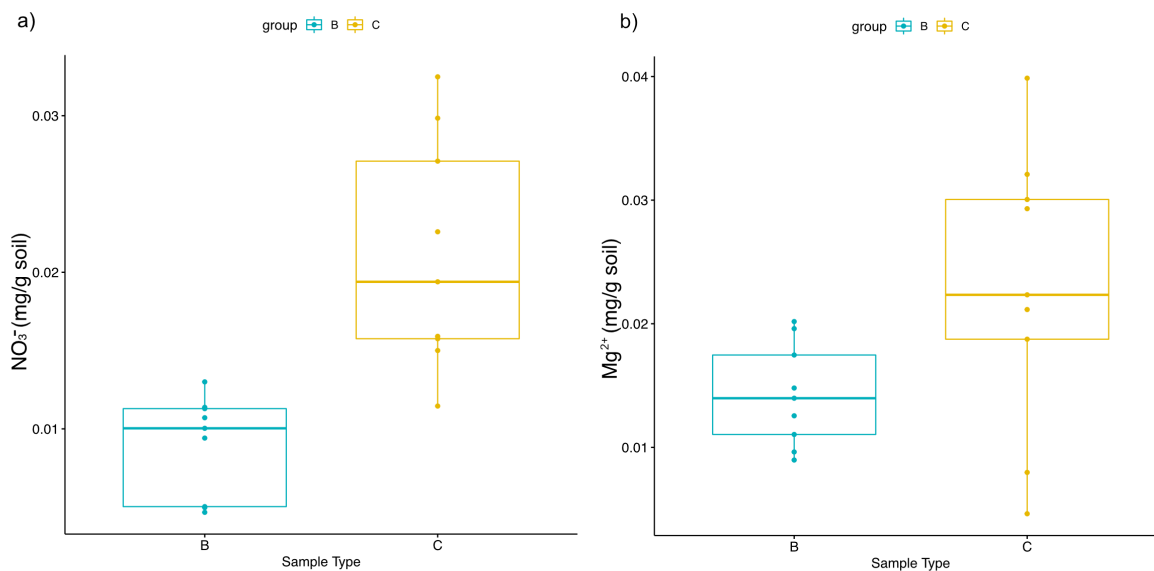 a)
group B C
0.03
0.02
0.01
NO₃⁻ (mg/g soil)
B C
Sample Type
b)
group B C
0.04
0.03
0.02
0.01
Mg²⁺ (mg/g soil)
B C
Sample Type